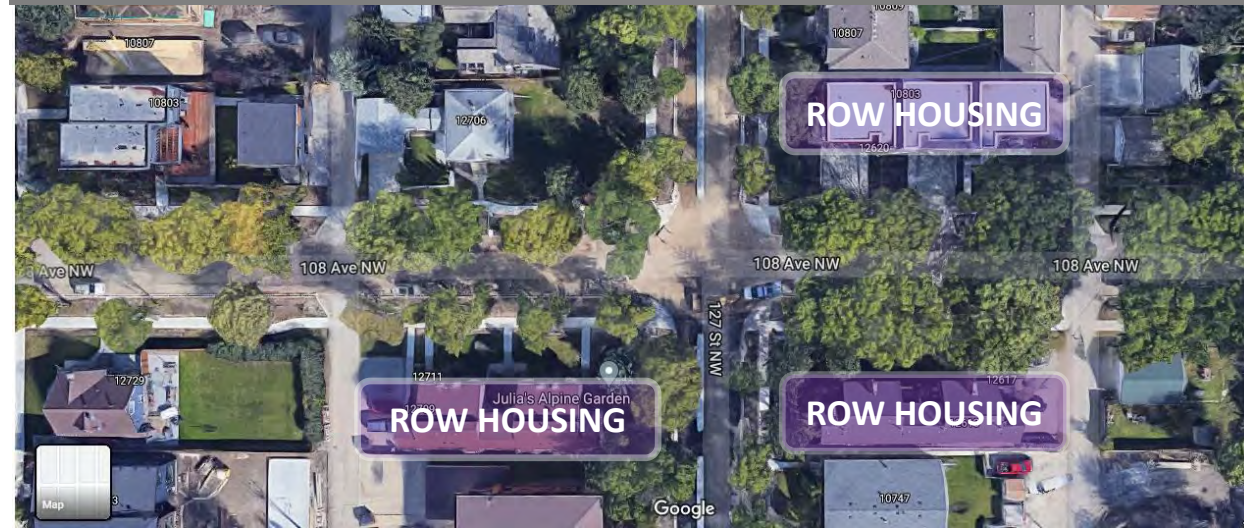 10809
10807
10807
10803
ROW HOUSING
10803
12706
12620
Ave NW
108 Ave NW
108 Ave NW
108 Ave NW
127 St NW
12711
12617
12729
Julia's Alpine Garden
ROW HOUSING
ROW HOUSING
10747
Map
3
Google